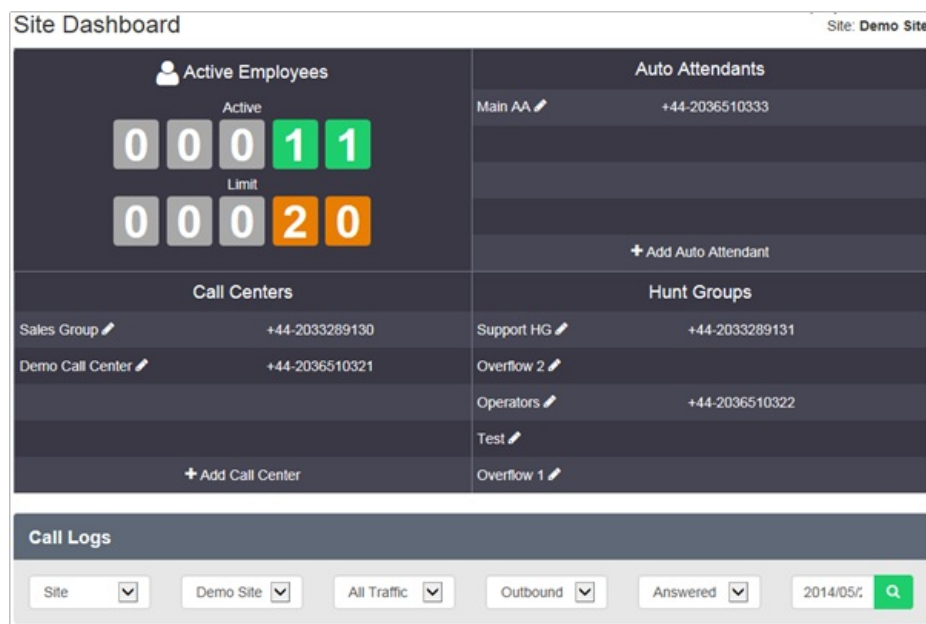 Site Dashboard
Site: Demo Site
Active Employees
Active
0 0 0 1 1
Limit
0 0 0 2 0
Auto Attendants
Main AA +44-2036510333
+ Add Auto Attendant
Call Centers
Sales Group +44-2033289130
Demo Call Center +44-2036510321
+ Add Call Center
Hunt Groups
Support HG +44-2033289131
Overflow 2
Operators +44-2036510322
Test
Overflow 1
Call Logs
Site Demo Site All Traffic Outbound Answered 2014/05/